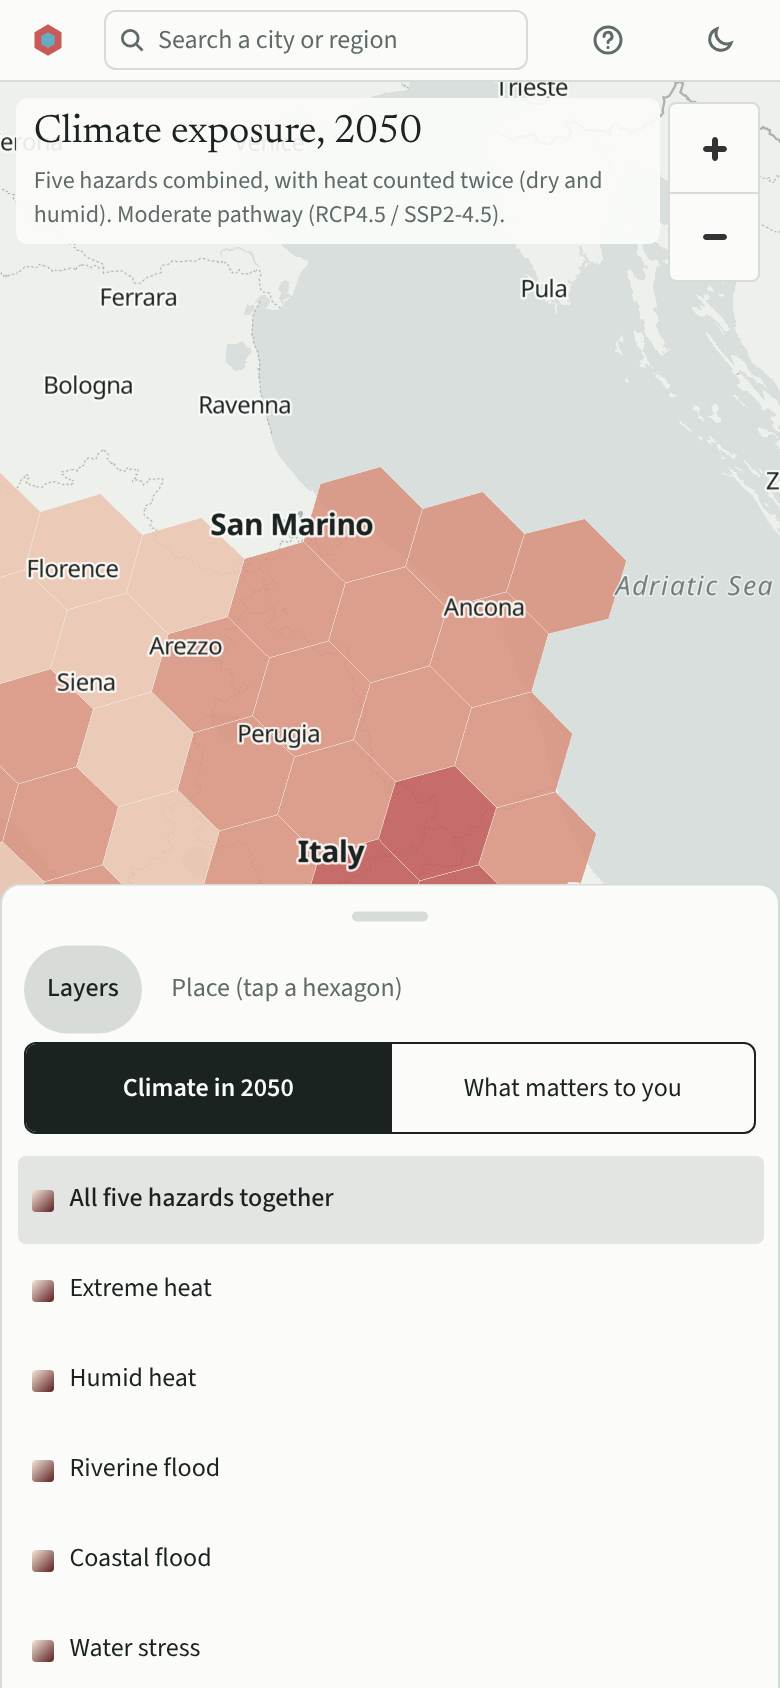 Search a city or region
Trieste
Climate exposure, 2050
Five hazards combined, with heat counted twice (dry and
humid). Moderate pathway (RCP4.5 / SSP2-4.5).
Venice
Pula
Ferrara
Bologna
Ravenna
Z
San Marino
Florence
Adriatic Sea
Ancona
Arezzo
Siena
Perugia
Italy
Layers
Place (tap a hexagon)
Climate in 2050
What matters to you
All five hazards together
Extreme heat
Humid heat
Riverine flood
Coastal flood
Water stress